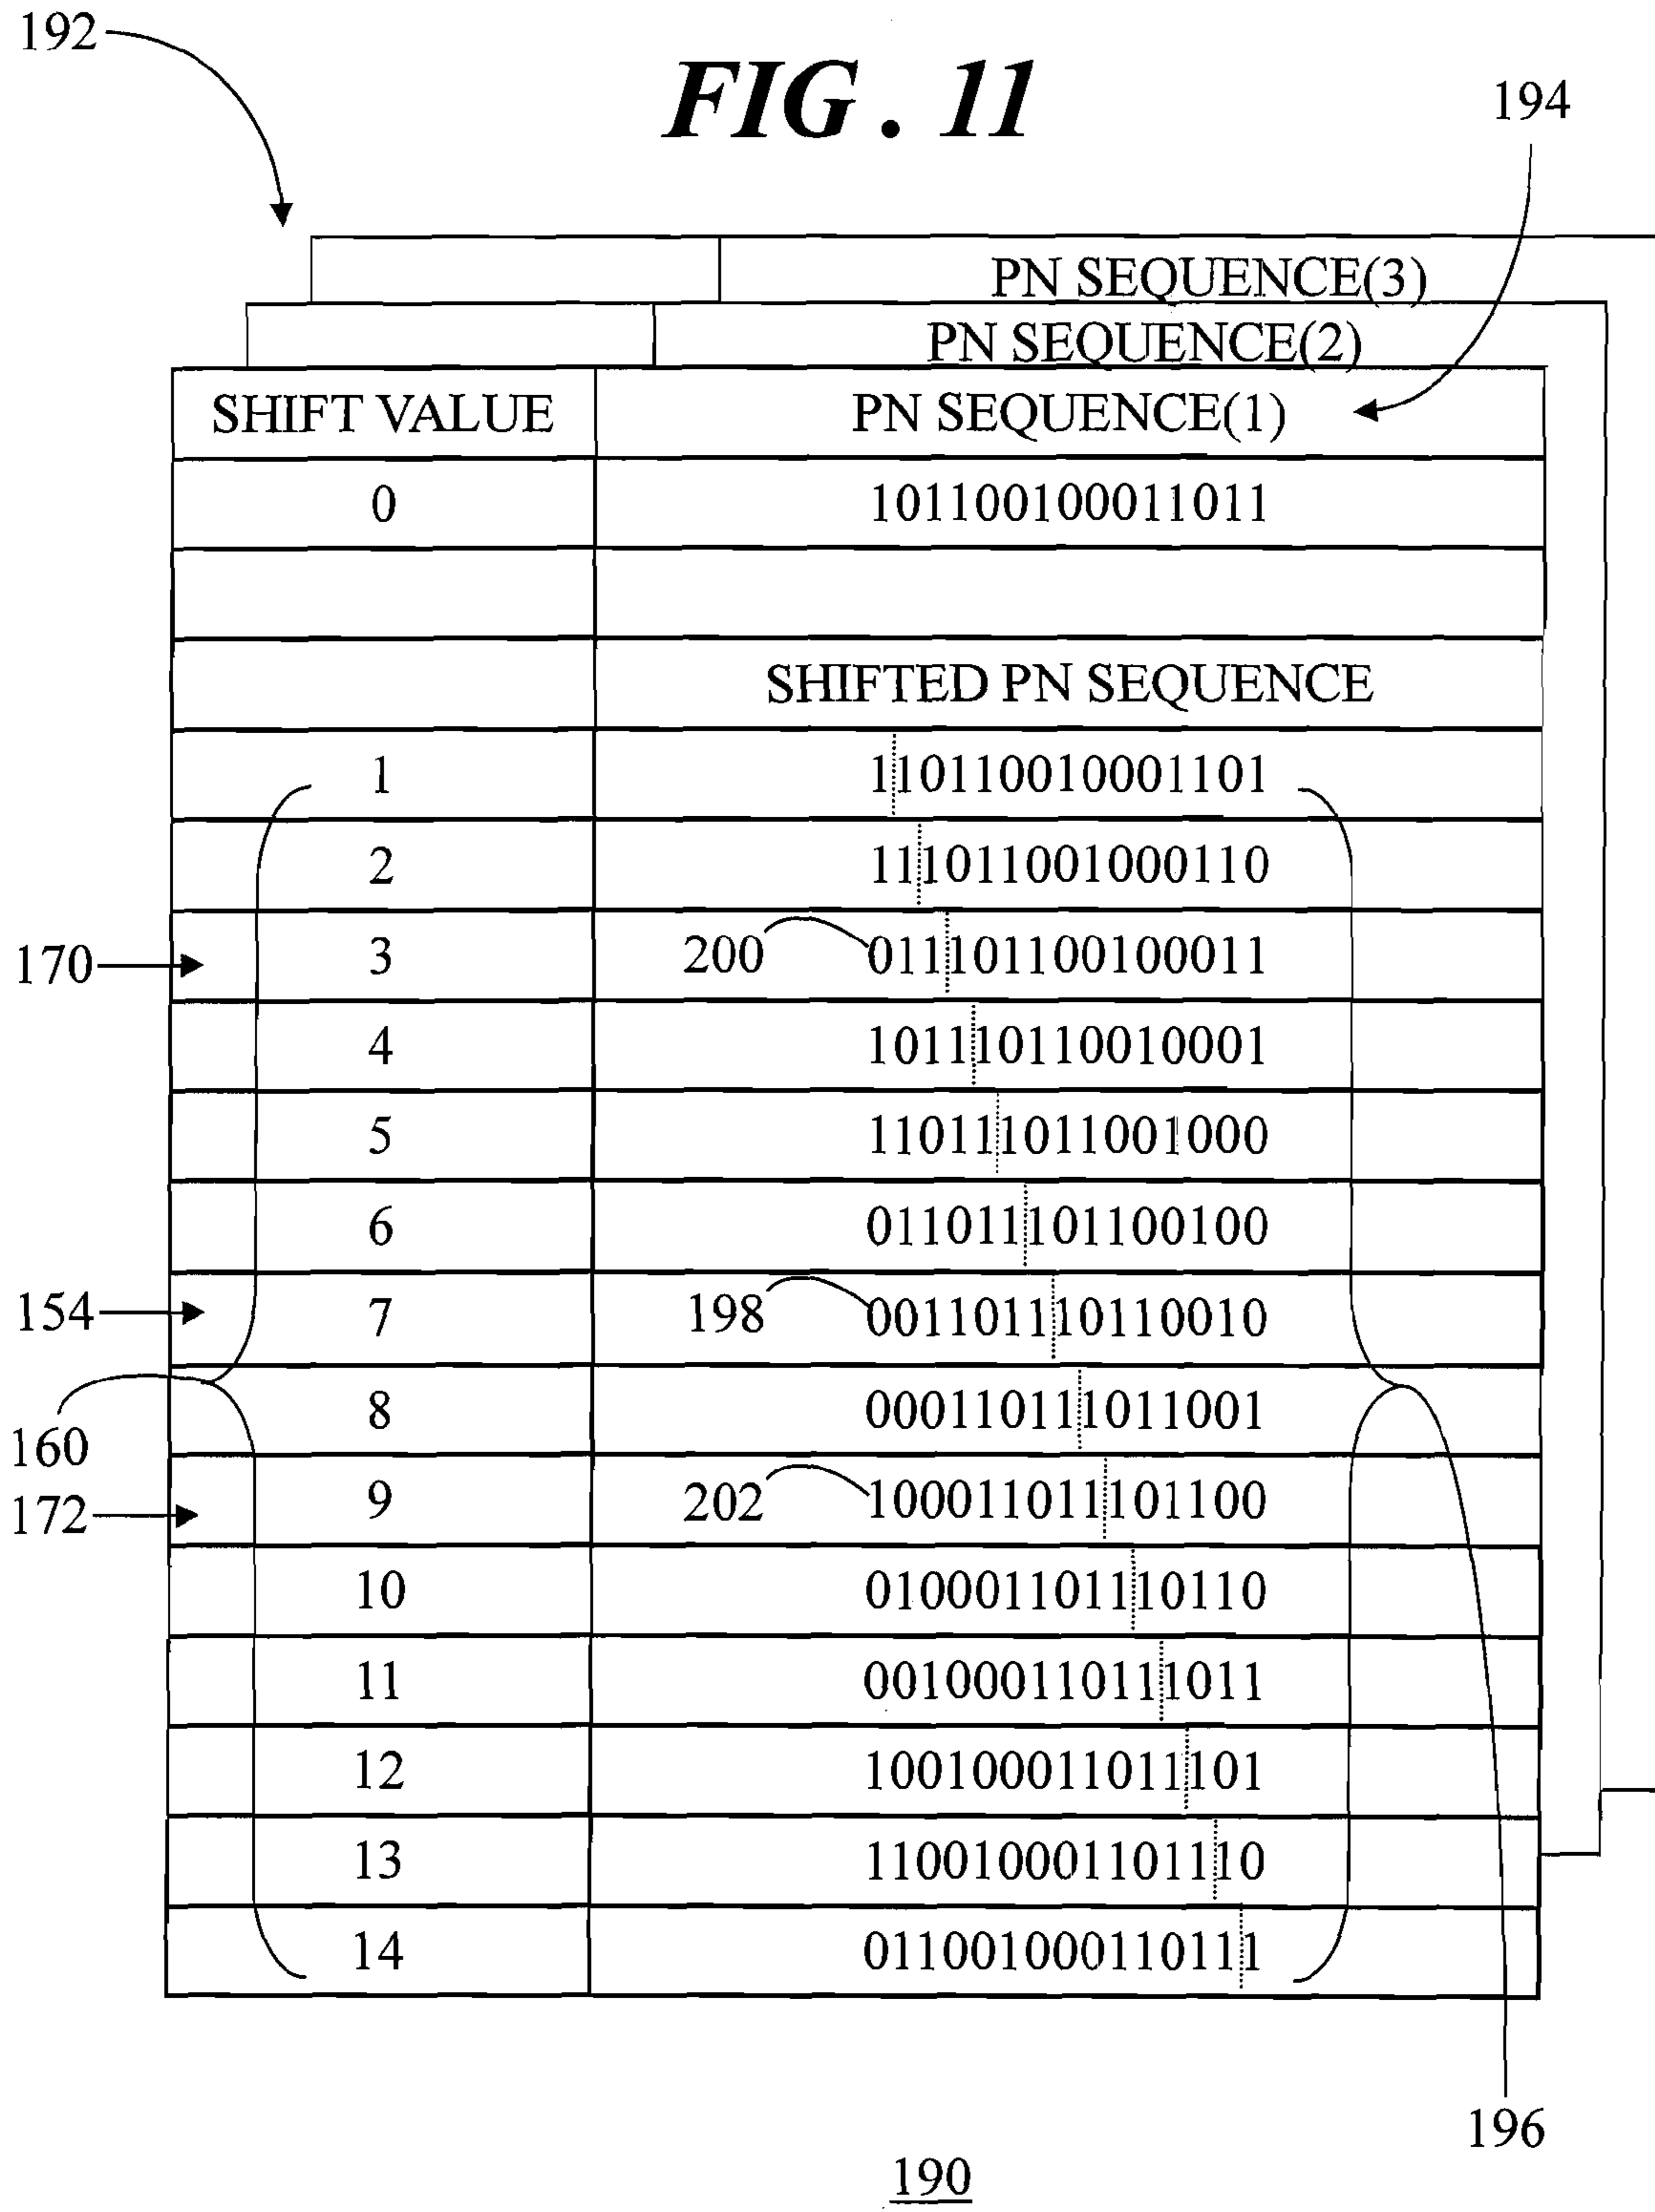 192
FIG. 11
194
PN SEQUENCE(3)
PN SEQUENCE(2)
SHIFT VALUE PN SEQUENCE(1)
0 101100100011011
SHIFTED PN SEQUENCE
1 110110010001101
2 111011001000110
170 3 200 011101100100011
4 101110110010001
5 110111011001000
6 011011101100100
154 7 198 001101110110010
8 000110111011001
160
172 9 202 100011011101100
10 010001101110110
11 001000110111011
12 100100011011101
13 110010001101110
14 011001000110111
196
190